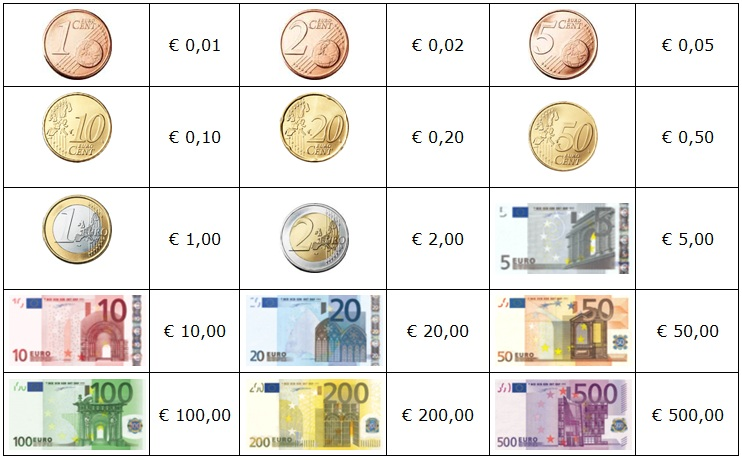 1 EURO CENT
€ 0,01
2 EURO CENT
€ 0,02
5 EURO CENT
€ 0,05
10 EURO CENT
€ 0,10
20 EURO CENT
€ 0,20
50 EURO CENT
€ 0,50
1 EURO
€ 1,00
2 EURO
€ 2,00
5
5 EURO
€ 5,00
10
10 EURO
€ 10,00
20
20 EURO
€ 20,00
50
50 EURO
€ 50,00
100
100 EURO
€ 100,00
200
200 EURO
€ 200,00
500
500 EURO
€ 500,00